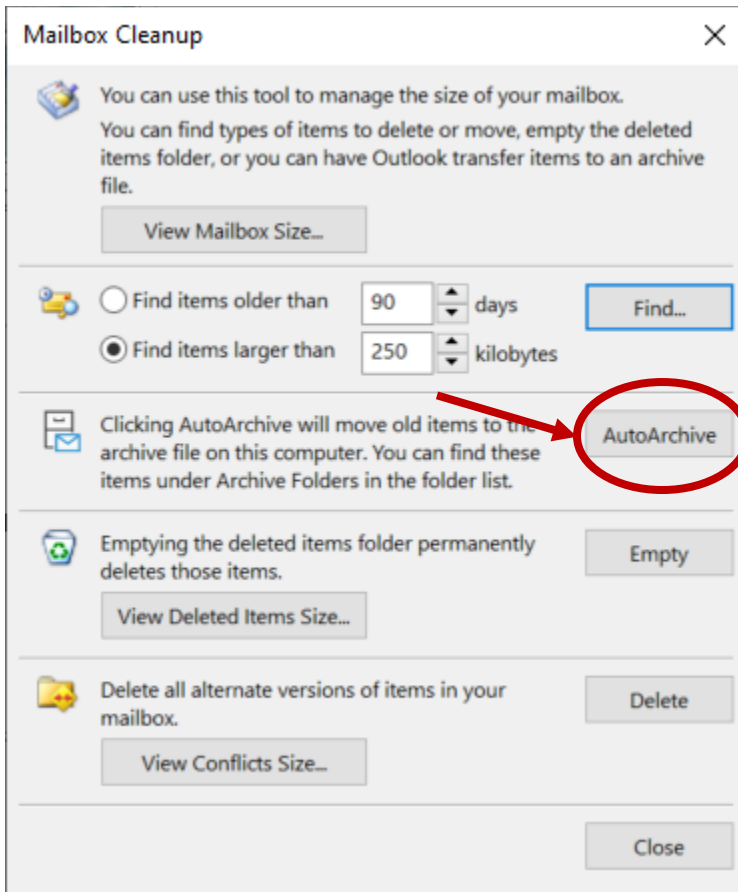 Mailbox Cleanup
You can use this tool to manage the size of your mailbox.
You can find types of items to delete or move, empty the deleted
items folder, or you can have Outlook transfer items to an archive
file.
View Mailbox Size...
Find items older than 90 days Find...
Find items larger than 250 kilobytes
Clicking AutoArchive will move old items to the
archive file on this computer. You can find these
items under Archive Folders in the folder list.
AutoArchive
Emptying the deleted items folder permanently
deletes those items.
Empty
View Deleted Items Size...
Delete all alternate versions of items in your
mailbox.
Delete
View Conflicts Size...
Close